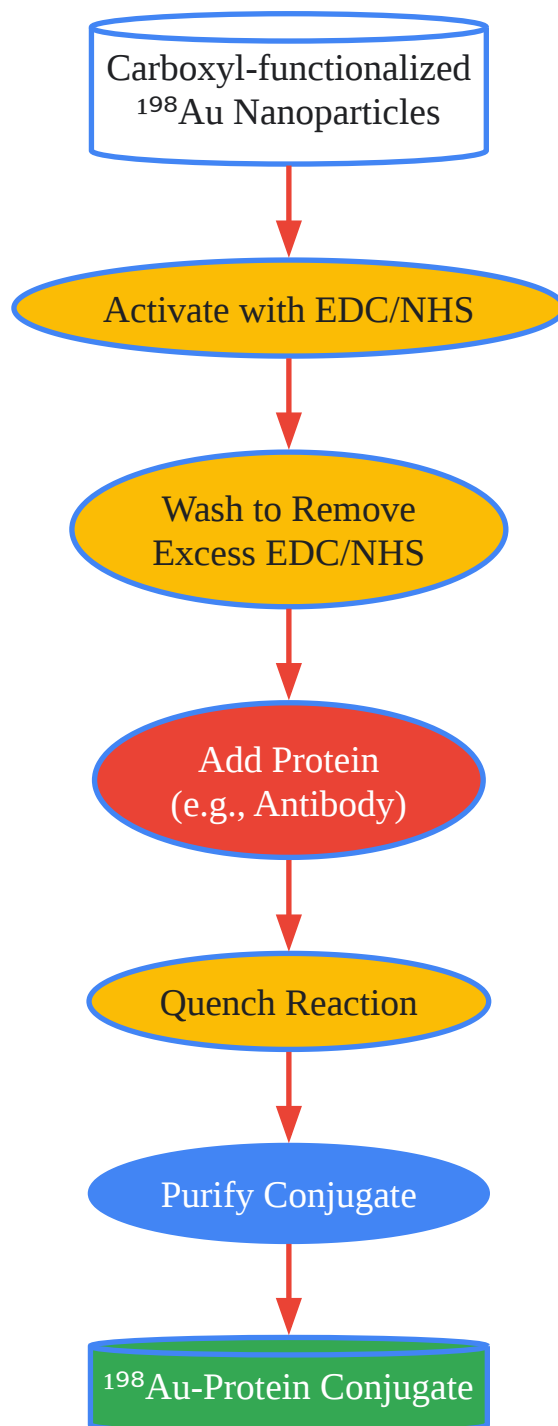 Carboxyl-functionalized
¹⁹⁸Au Nanoparticles
Activate with EDC/NHS
Wash to Remove
Excess EDC/NHS
Add Protein
(e.g., Antibody)
Quench Reaction
Purify Conjugate
¹⁹⁸Au-Protein Conjugate